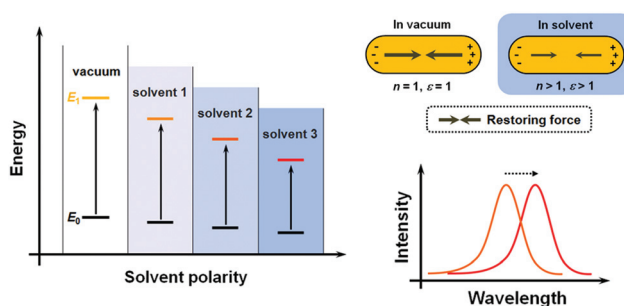 Energy
vacuum
solvent 1
solvent 2
solvent 3
E₁
E₀
Solvent polarity
In vacuum
- - -
+ + +
n = 1, ε = 1
In solvent
- - -
+ + +
n > 1, ε > 1
Restoring force
Intensity
Wavelength